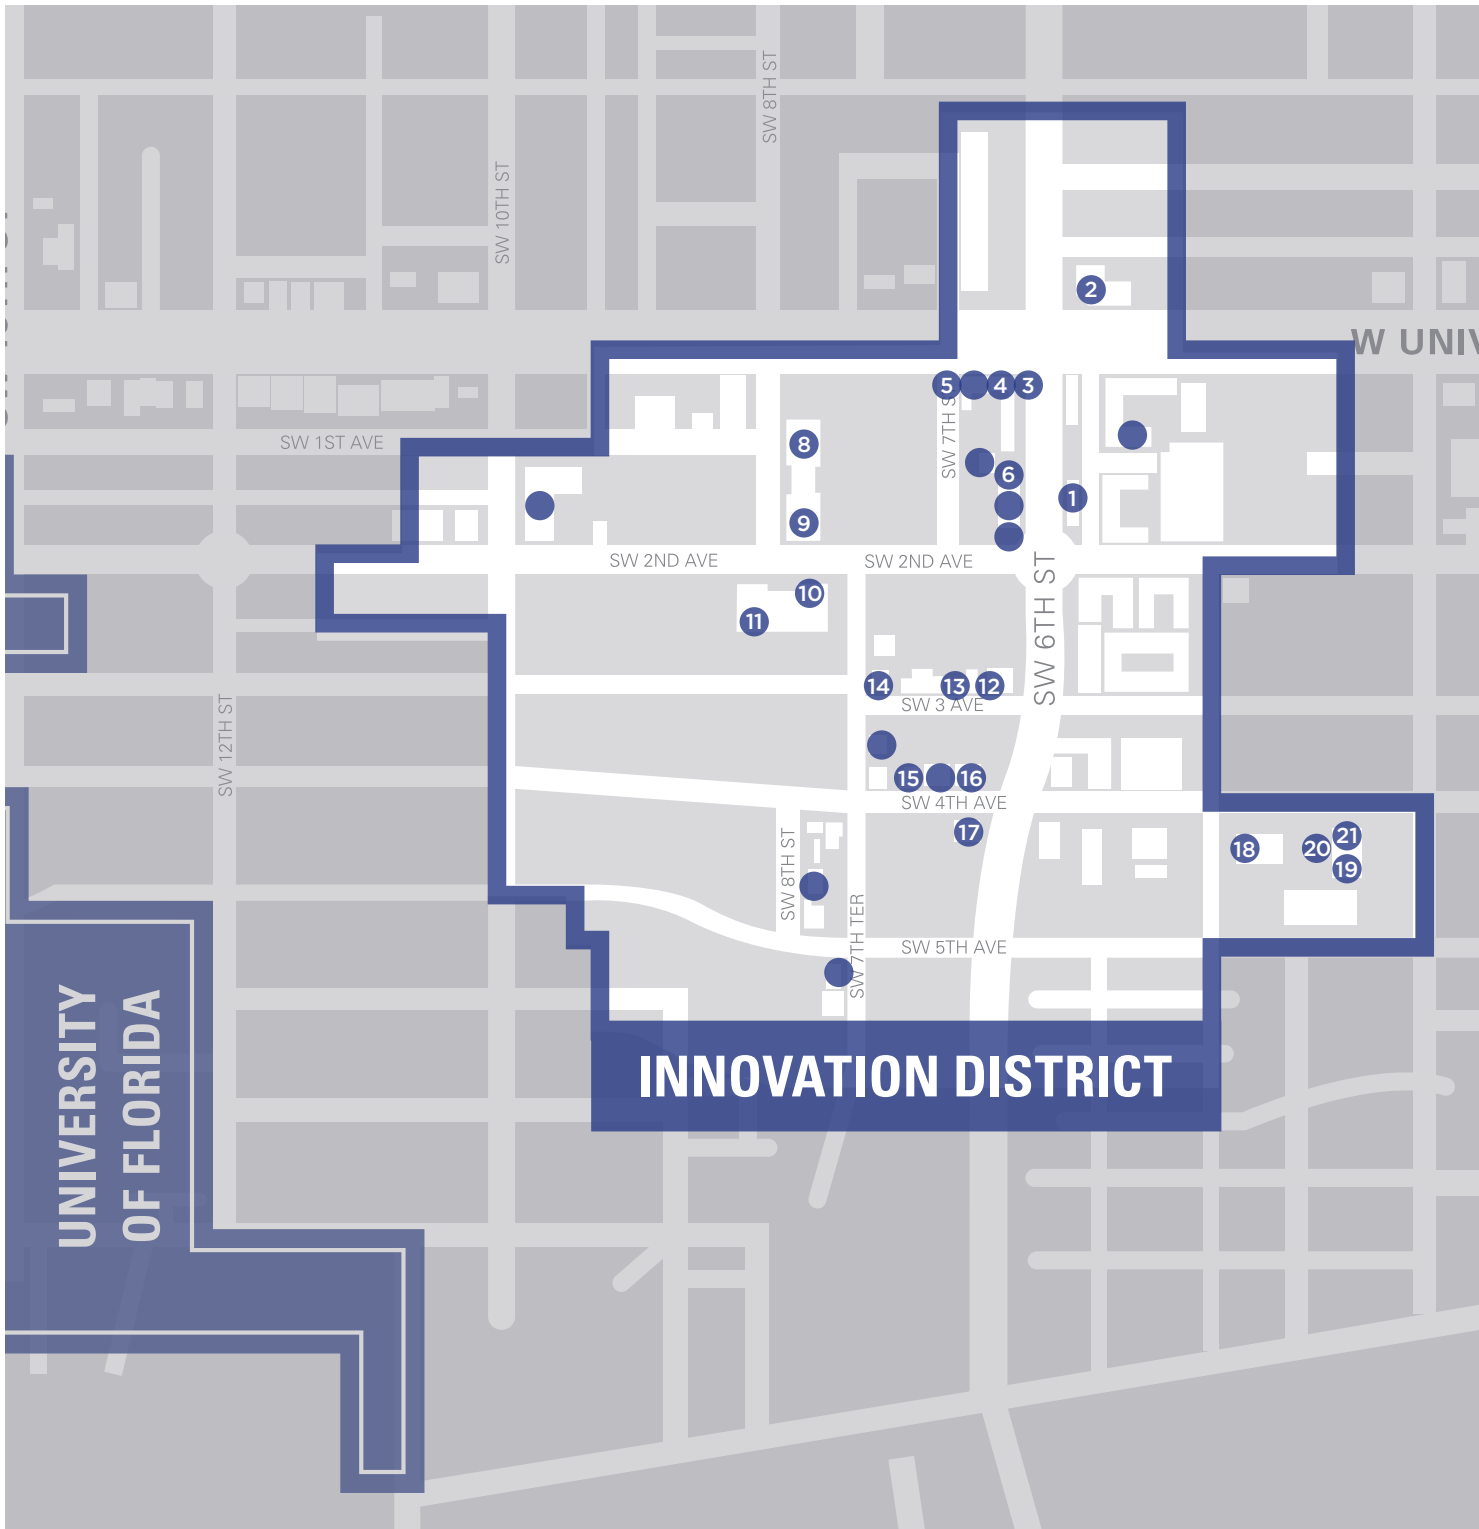 SW 8TH ST
SW 10TH ST
2
W UNIV
5
4
3
SW 1ST AVE
SW 7TH S
8
6
1
9
SW 2ND AVE
SW 2ND AVE
10
11
SW 6TH ST
14
13
12
SW 3 AVE
SW 12TH ST
15
16
SW 4TH AVE
17
18
20
21
19
SW 8TH ST
SW 7TH TER
SW 5TH AVE
UNIVERSITY
OF FLORIDA
INNOVATION DISTRICT